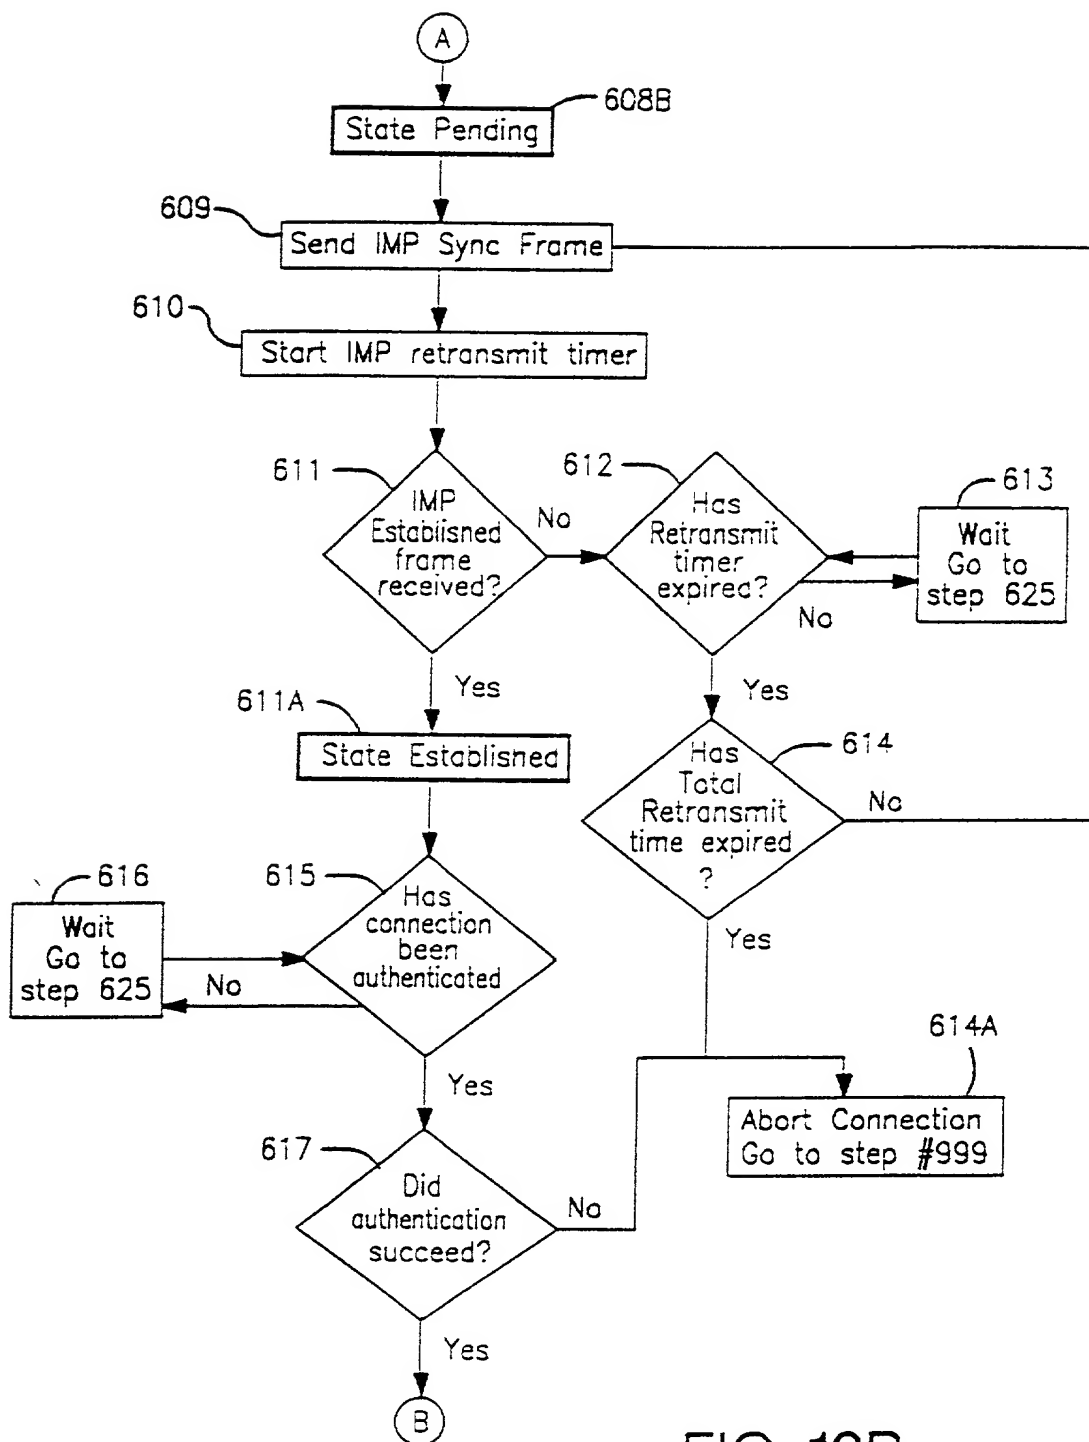 A
608B
State Pending
609
Send IMP Sync Frame
610
Start IMP retransmit timer
611
IMP
Established
frame
received?
No
612
Has
Retransmit
timer
expired?
No
613
Wait
Go to
step 625
Yes
Yes
611A
State Established
614
Has
Total
Retransmit
time expired
?
No
616
Wait
Go to
step 625
615
Has
connection
been
authenticated
No
Yes
Yes
614A
Abort Connection
Go to step #999
617
Did
authentication
succeed?
No
Yes
B